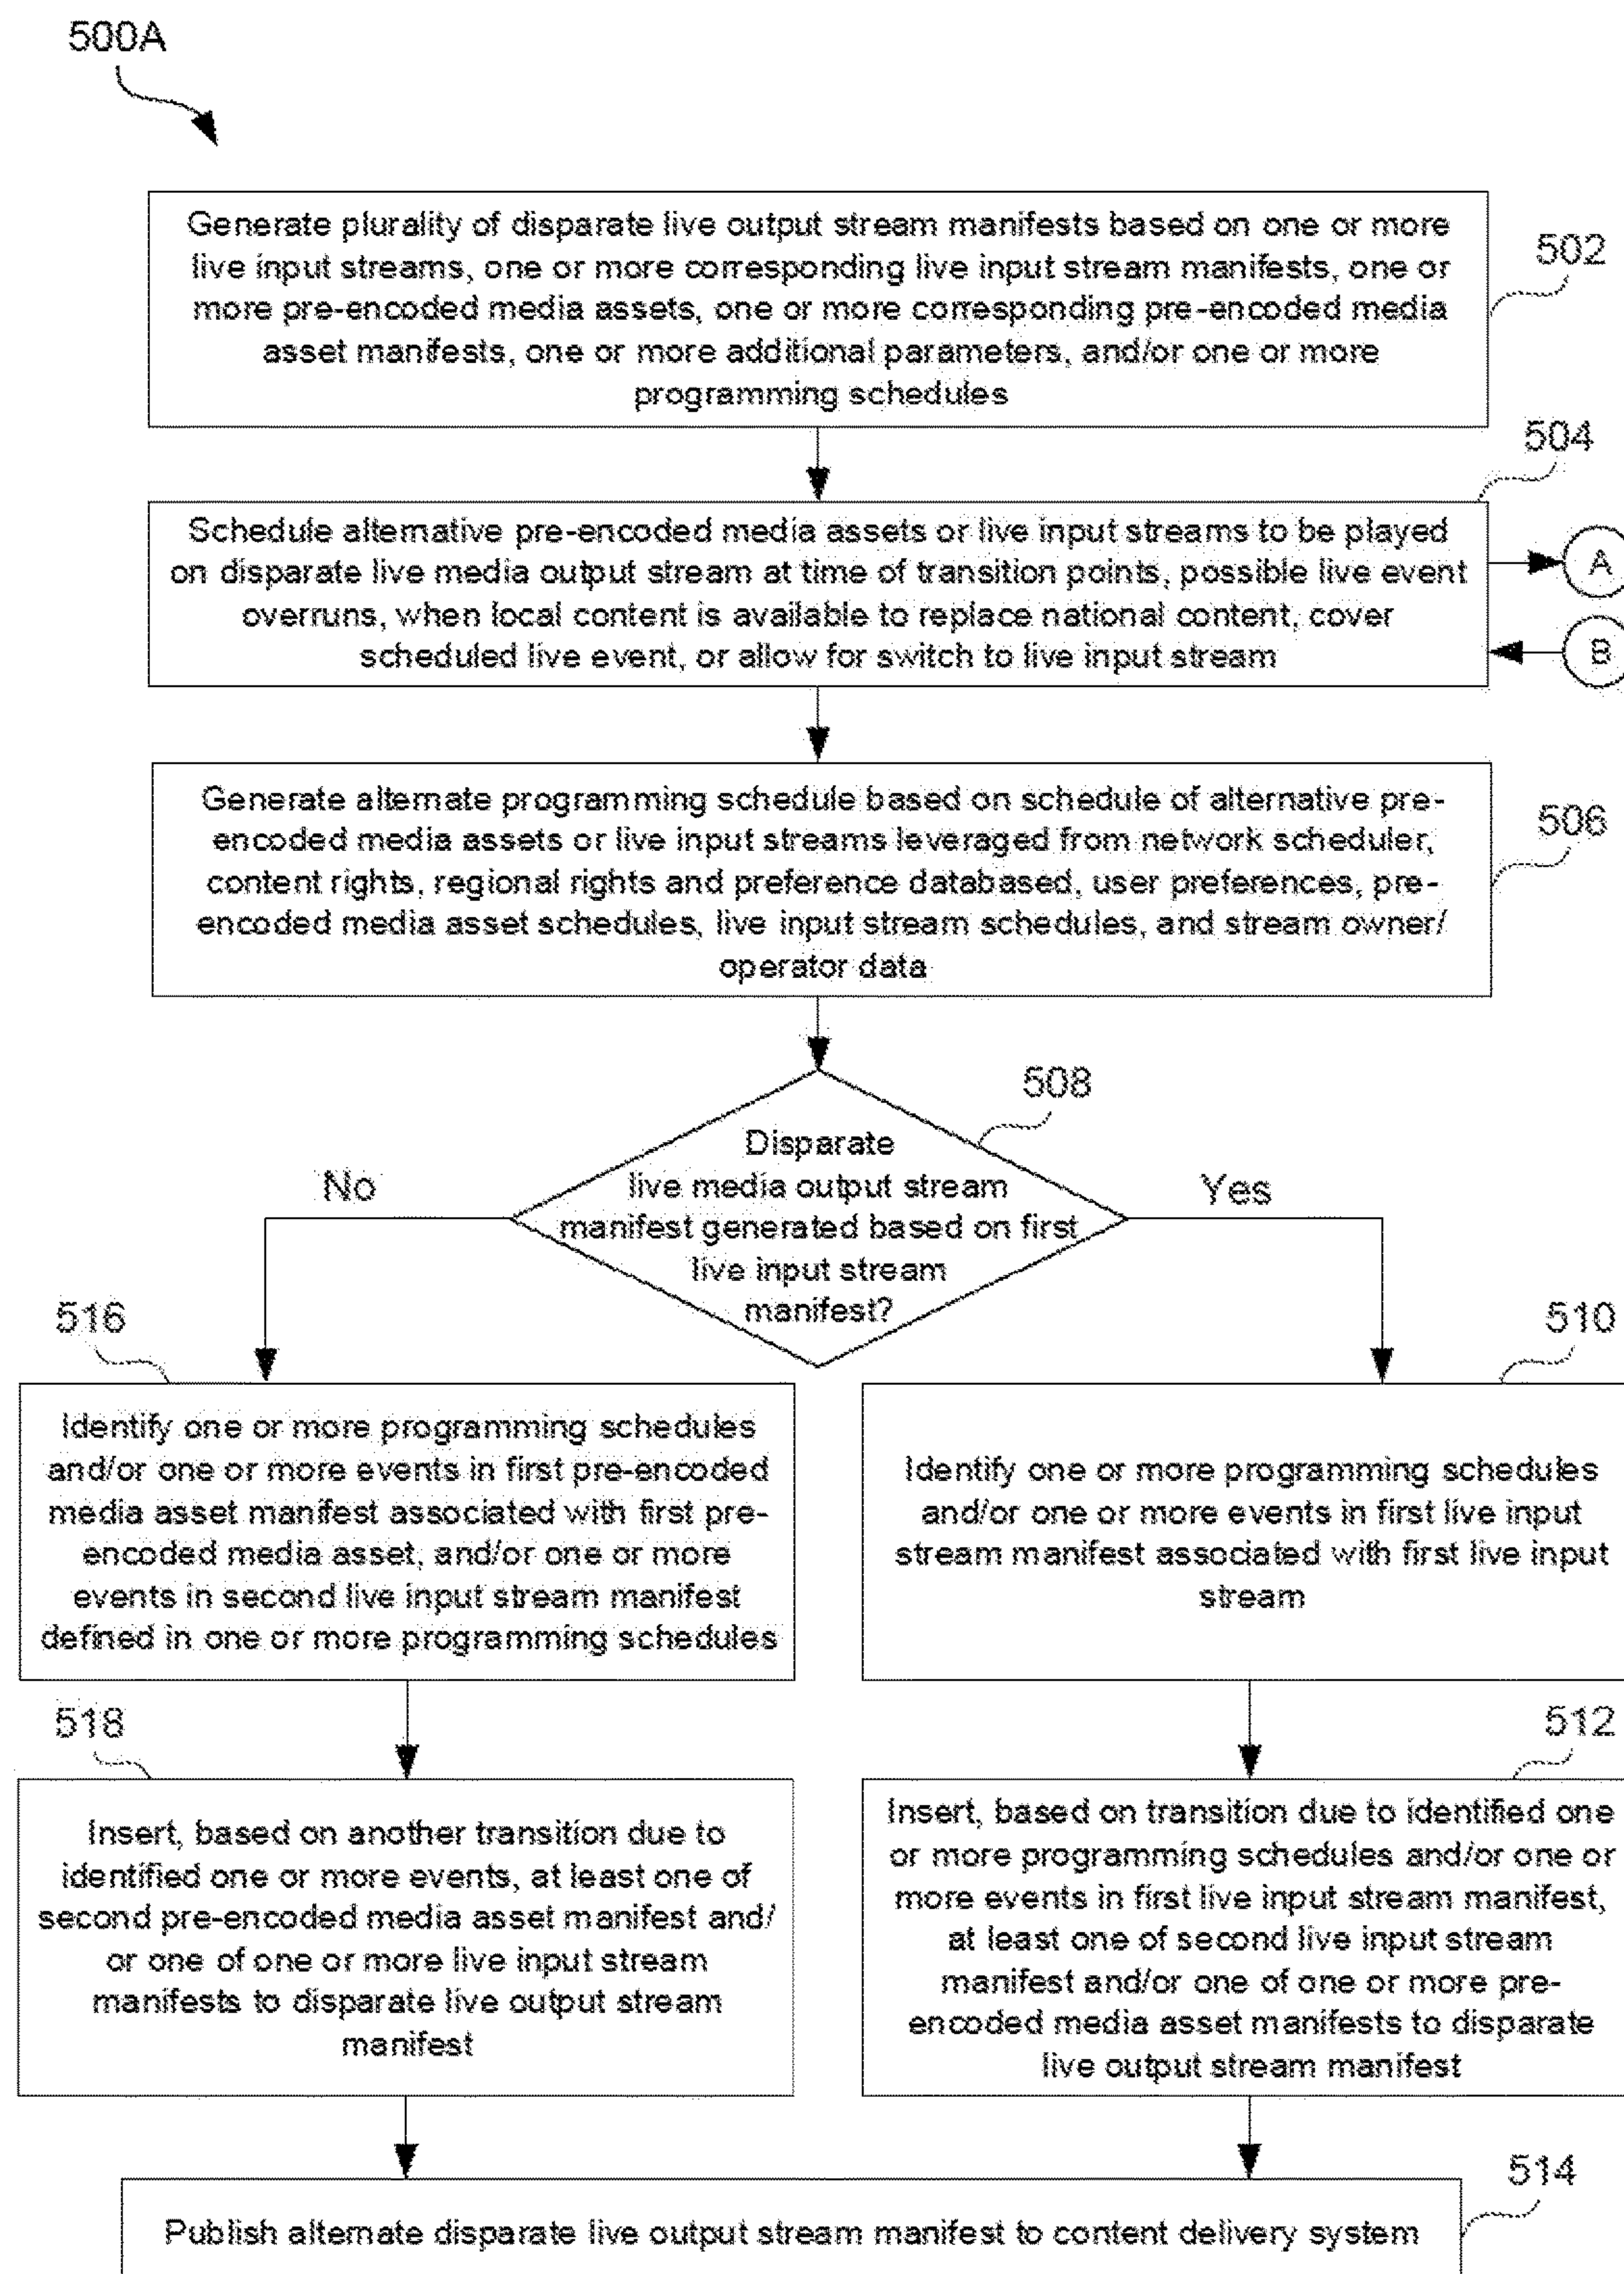 500A
Generate plurality of disparate live output stream manifests based on one or more
live input streams, one or more corresponding live input stream manifests, one or
more pre-encoded media assets, one or more corresponding pre-encoded media
asset manifests, one or more additional parameters, and/or one or more
programming schedules
502
504
Schedule alternative pre-encoded media assets or live input streams to be played
on disparate live media output stream at time of transition points, possible live event
overruns, when local content is available to replace national content, cover
scheduled live event, or allow for switch to live input stream
A
B
Generate alternate programming schedule based on schedule of alternative pre-
encoded media assets or live input streams leveraged from network scheduler,
content rights, regional rights and preference databased, user preferences, pre-
encoded media asset schedules, live input stream schedules, and stream owner/
operator data
506
508
Disparate
live media output stream
manifest generated based on first
live input stream
manifest?
No
Yes
516
Identify one or more programming schedules
and/or one or more events in first pre-encoded
media asset manifest associated with first pre-
encoded media asset, and/or one or more
events in second live input stream manifest
defined in one or more programming schedules
510
Identify one or more programming schedules
and/or one or more events in first live input
stream manifest associated with first live input
stream
518
Insert, based on another transition due to
identified one or more events, at least one of
second pre-encoded media asset manifest and/
or one of one or more live input stream
manifests to disparate live output stream
manifest
512
Insert, based on transition due to identified one
or more programming schedules and/or one or
more events in first live input stream manifest,
at least one of second live input stream
manifest and/or one of one or more pre-
encoded media asset manifests to disparate
live output stream manifest
514
Publish alternate disparate live output stream manifest to content delivery system